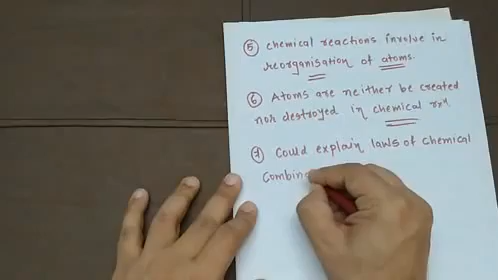 ⑤ chemical reactions involve in
reorganisation of atoms.
⑥ Atoms are neither be created
nor destroyed in chemical rxn
⑦ Could explain laws of chemical
Combin